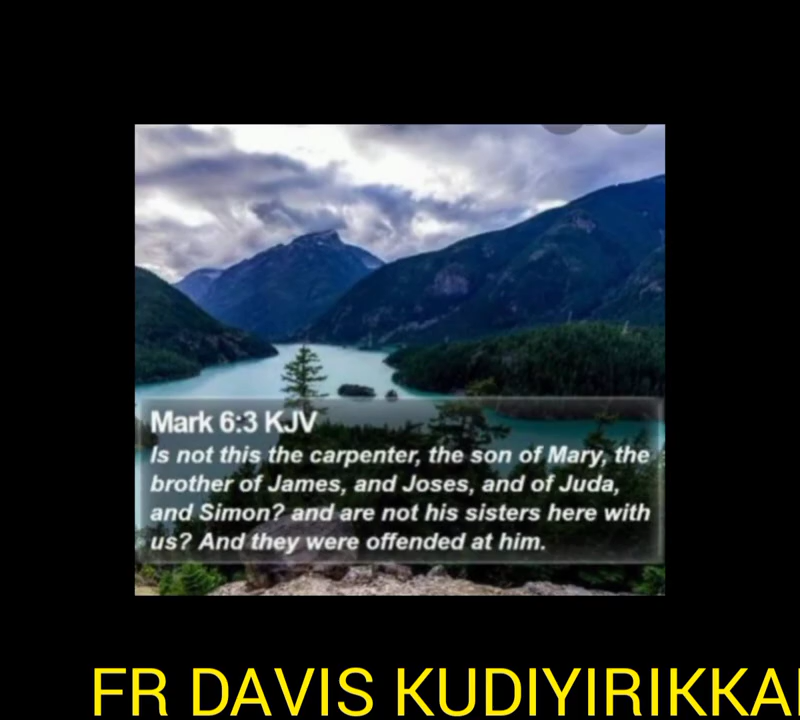 Mark 6:3 KJV
Is not this the carpenter, the son of Mary, the
brother of James, and Joses, and of Juda,
and Simon? and are not his sisters here with
us? And they were offended at him.
FR DAVIS